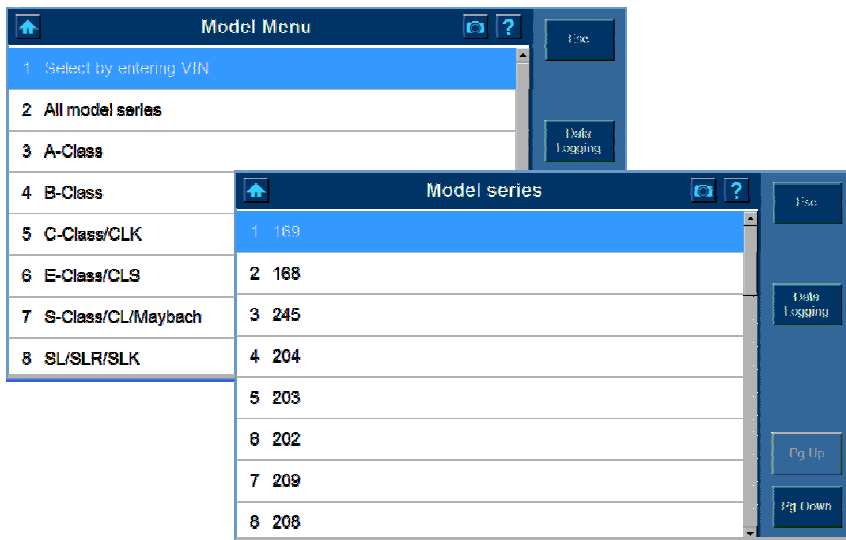 Model Menu
?
Esc
1 Select by entering VIN
2 All model series
3 A-Class
Data
Logging
4 B-Class
5 C-Class/CLK
6 E-Class/CLS
7 S-Class/CL/Maybach
8 SL/SLR/SLK
Model series
?
Esc
1 169
2 168
3 245
Data
Logging
4 204
5 203
6 202
Pg Up
7 209
Pg Down
8 208